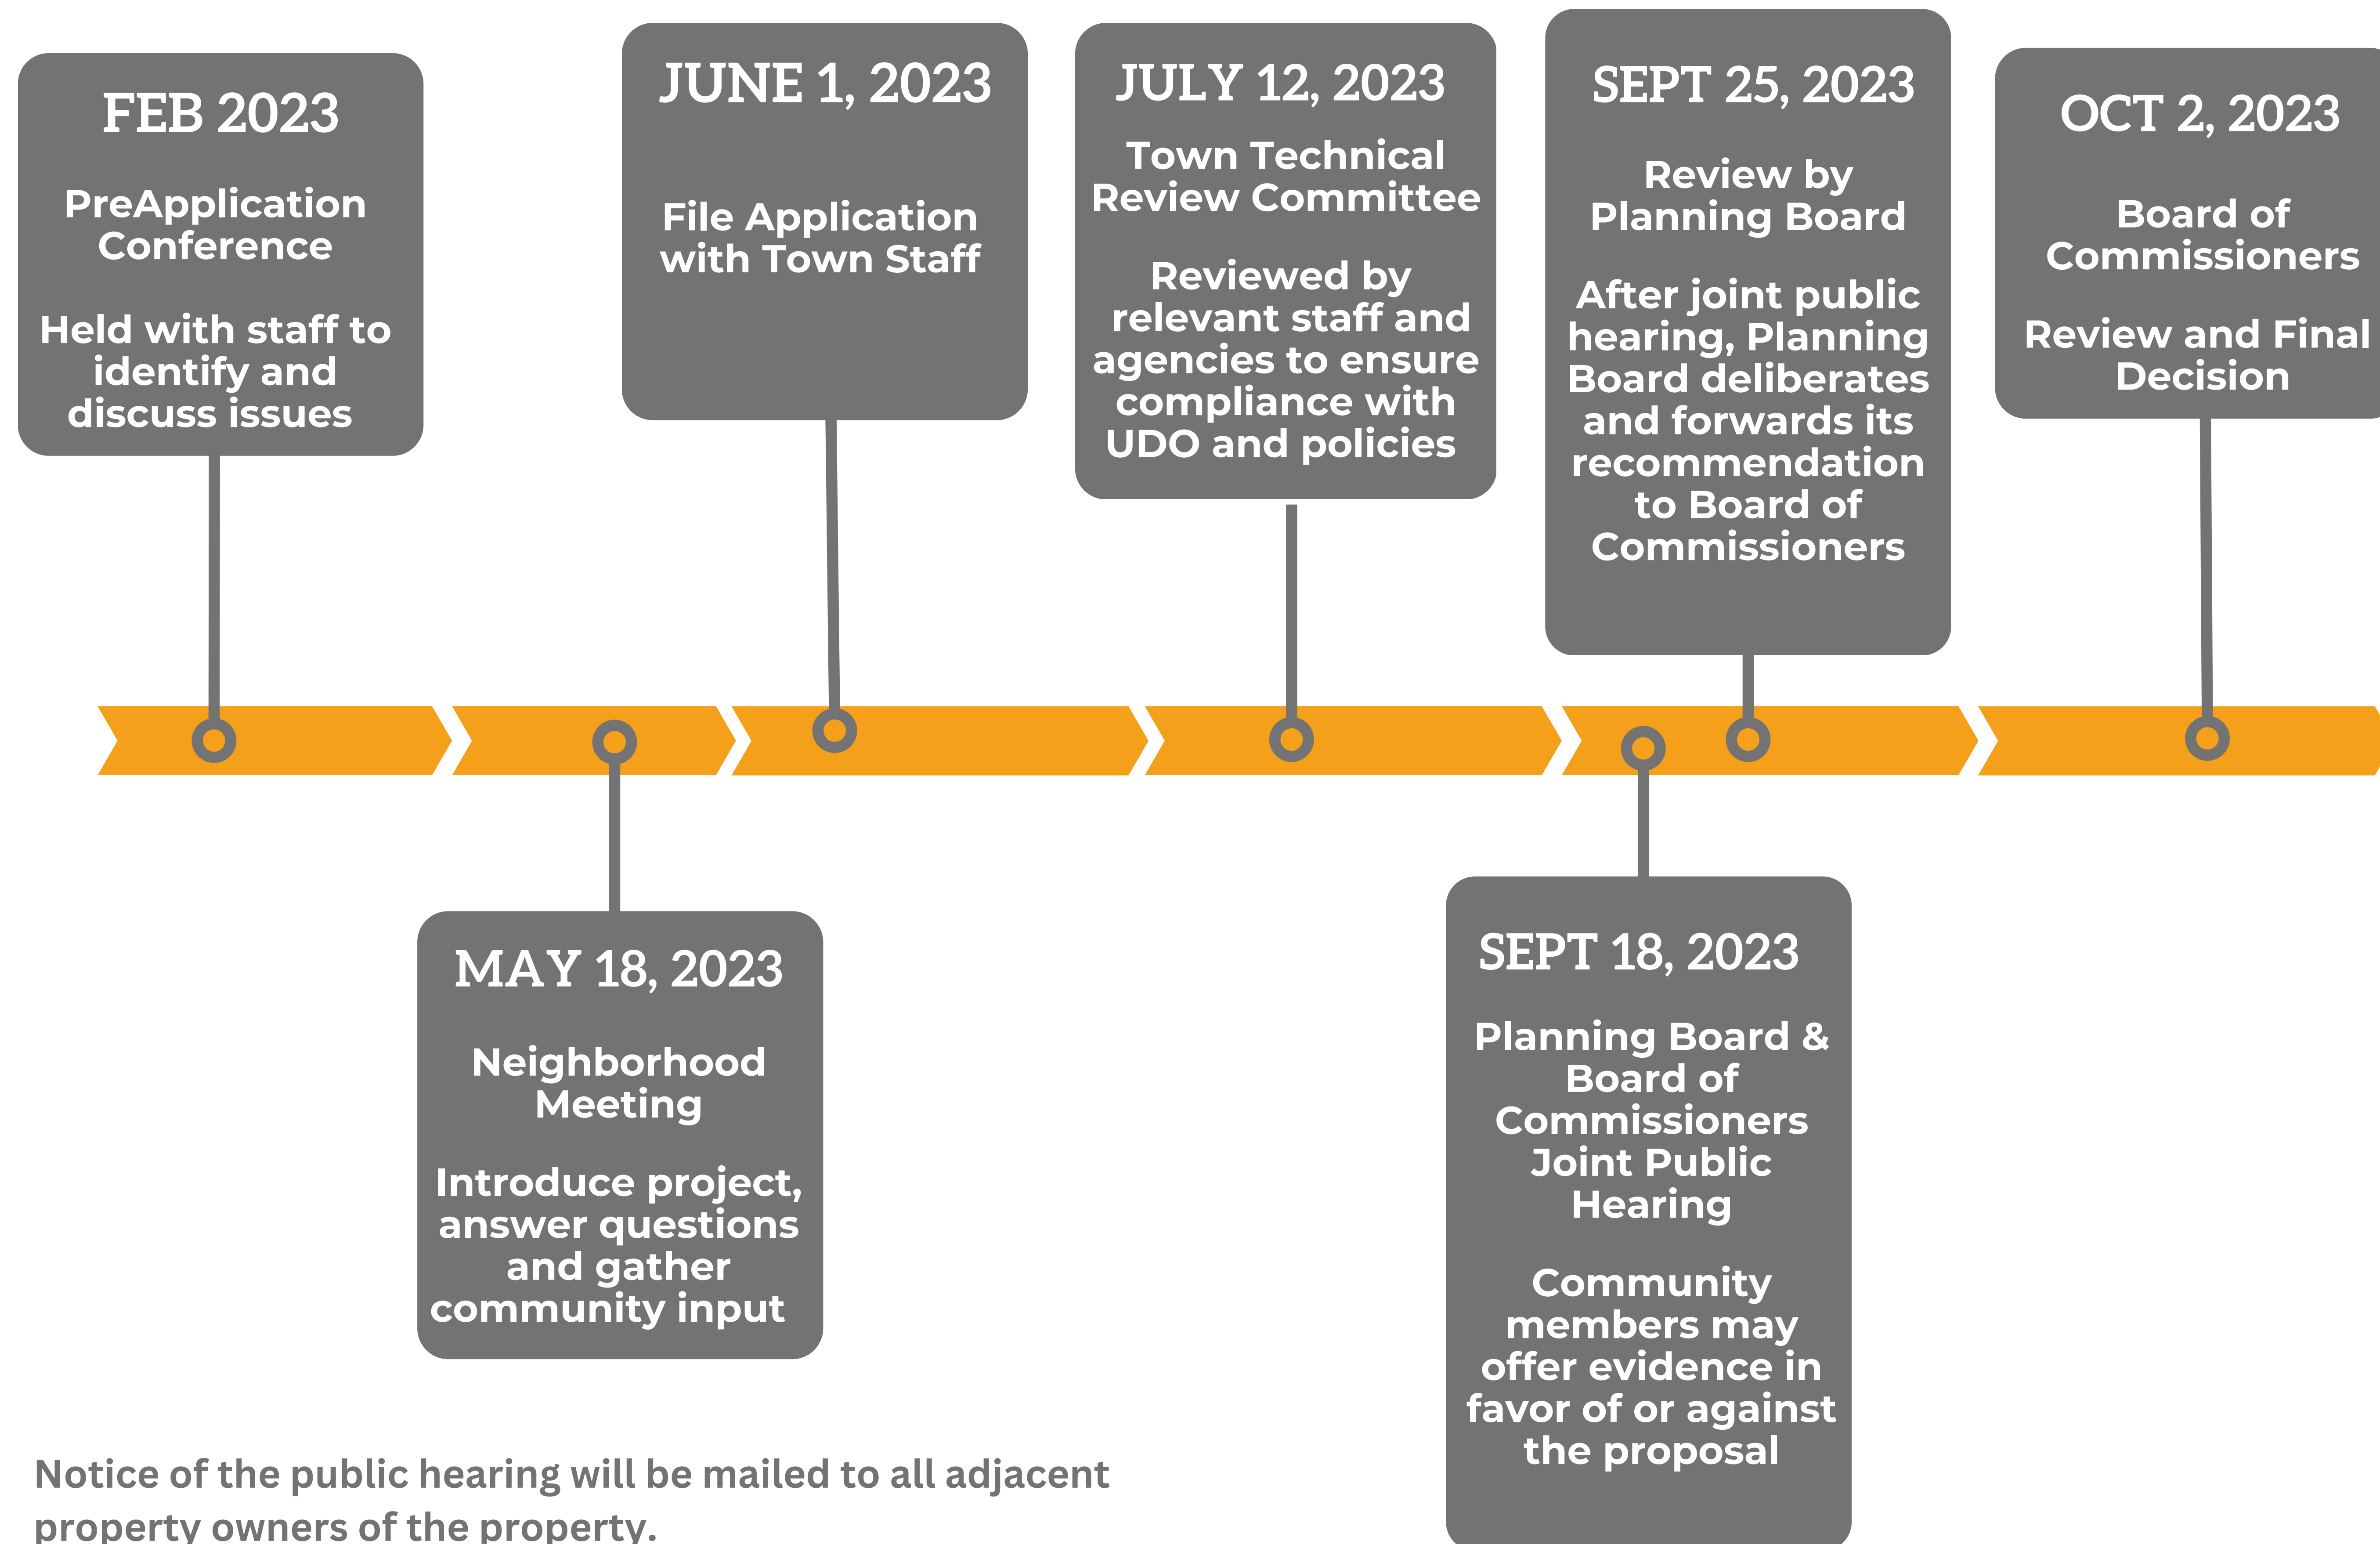 FEB 2023
PreApplication
Conference
Held with staff to
identify and
discuss issues
MAY 18, 2023
Neighborhood
Meeting
Introduce project,
answer questions
and gather
community input
JUNE 1, 2023
File Application
with Town Staff
JULY 12, 2023
Town Technical
Review Committee
Reviewed by
relevant staff and
agencies to ensure
compliance with
UDO and policies
SEPT 18, 2023
Planning Board &
Board of
Commissioners
Joint Public
Hearing
Community
members may
offer evidence in
favor of or against
the proposal
SEPT 25, 2023
Review by
Planning Board
After joint public
hearing, Planning
Board deliberates
and forwards its
recommendation
to Board of
Commissioners
OCT 2, 2023
Board of
Commissioners
Review and Final
Decision
Notice of the public hearing will be mailed to all adjacent
property owners of the property.